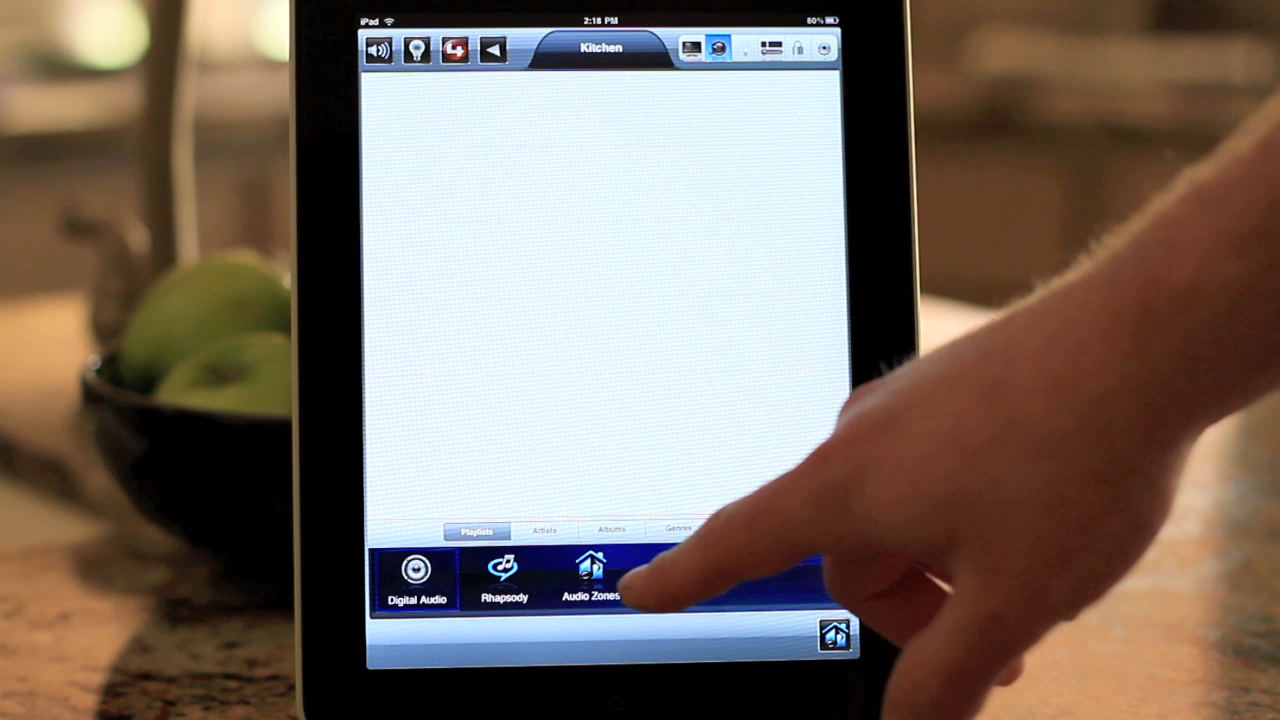 iPad 2:18 PM 80%
Kitchen
Playlists Artists Albums Genres
Digital Audio Rhapsody Audio Zones